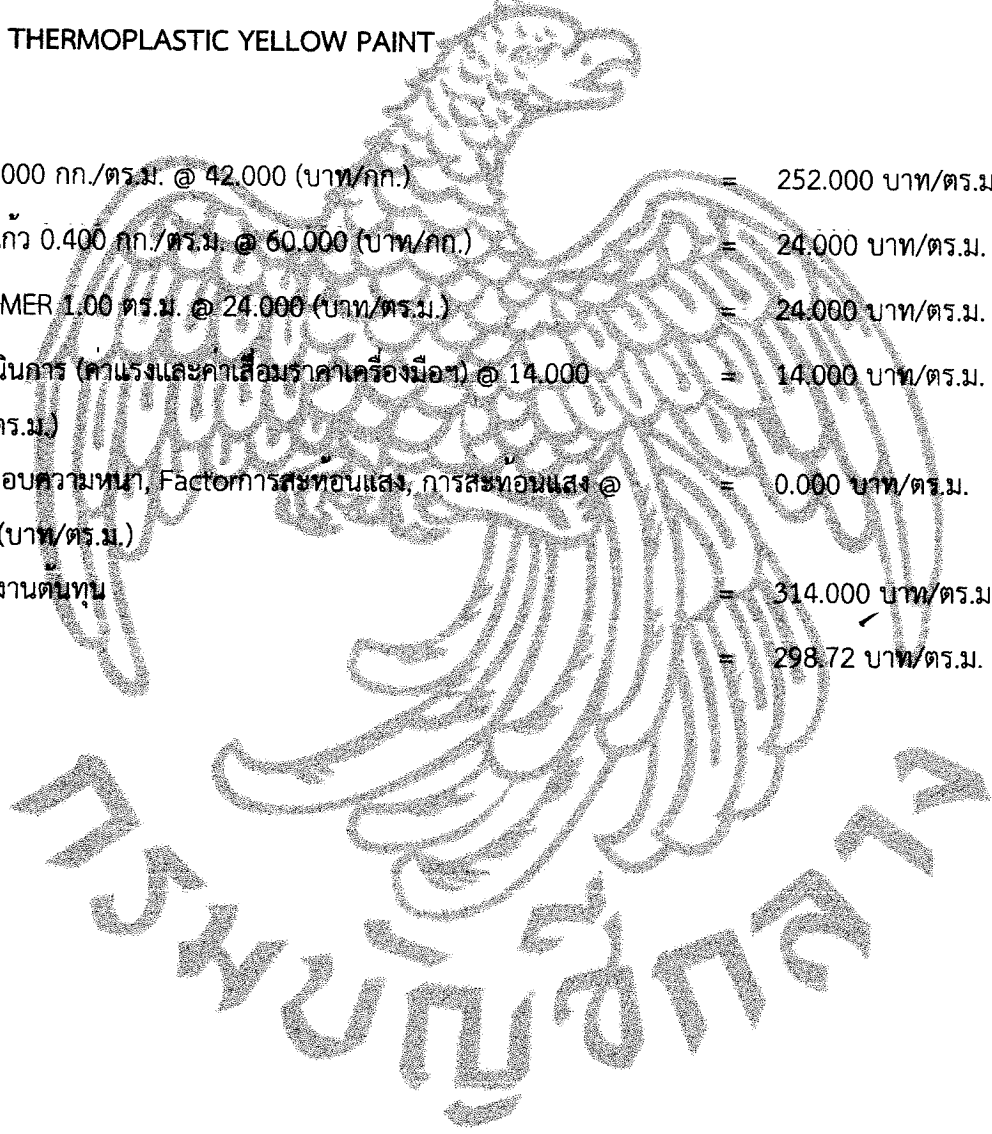 THERMOPLASTIC YELLOW PAINT
000 กก./ตร.ม. @ 42.000 (บาท/กก.) = 252.000 บาท/ตร.ม
ก้ว 0.400 กก./ตร.ม. @ 60.000 (บาท/กก.) = 24.000 บาท/ตร.ม.
MER 1.00 ตร.ม. @ 24.000 (บาท/ตร.ม.) = 24.000 บาท/ตร.ม.
นินการ (ค่าแรงและค่าเสื่อมราคาเครื่องมือฯ) @ 14.000 = 14.000 บาท/ตร.ม.
ตร.ม.)
อบความหนา, Factorการสะท้อนแสง, การสะท้อนแสง @ = 0.000 บาท/ตร.ม.
(บาท/ตร.ม.)
งานต้นทุน = 314.000 บาท/ตร.ม
= 298.72 บาท/ตร.ม.
กรมบัญชีกลาง